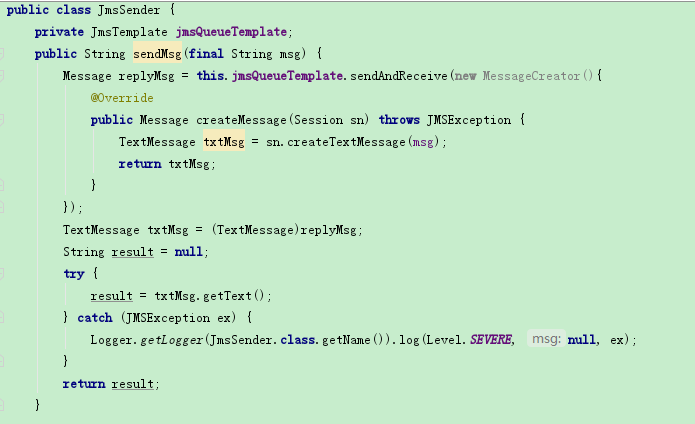 public class JmsSender {
    private JmsTemplate jmsQueueTemplate;
    public String sendMsg(final String msg) {
        Message replyMsg = this.jmsQueueTemplate.sendAndReceive(new MessageCreator(){
            @Override
            public Message createMessage(Session sn) throws JMSException {
                TextMessage txtMsg = sn.createTextMessage(msg);
                return txtMsg;
            }
        });
        TextMessage txtMsg = (TextMessage)replyMsg;
        String result = null;
        try {
            result = txtMsg.getText();
        } catch (JMSException ex) {
            Logger.getLogger(JmsSender.class.getName()).log(Level.SEVERE, msg: null, ex);
        }
        return result;
    }